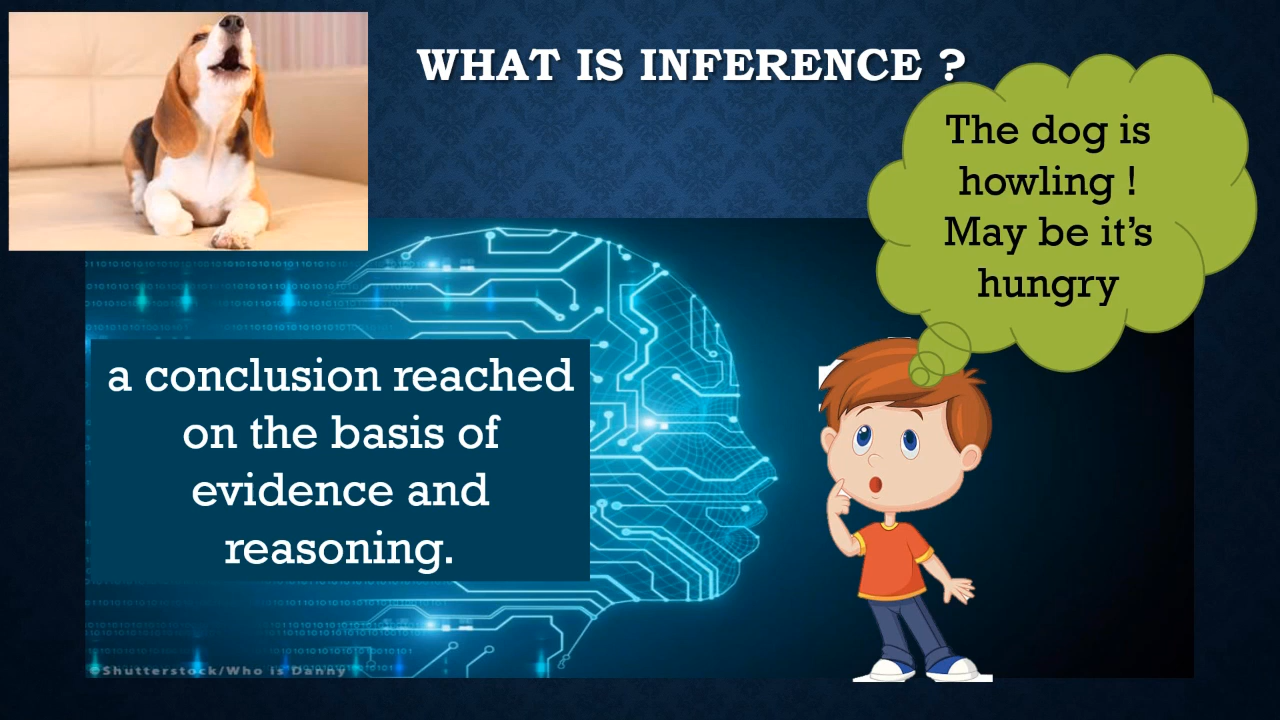 WHAT IS INFERENCE ?
The dog is
howling !
May be it’s
hungry
a conclusion reached
on the basis of
evidence and
reasoning.
©Shutterstock/Who is Danny